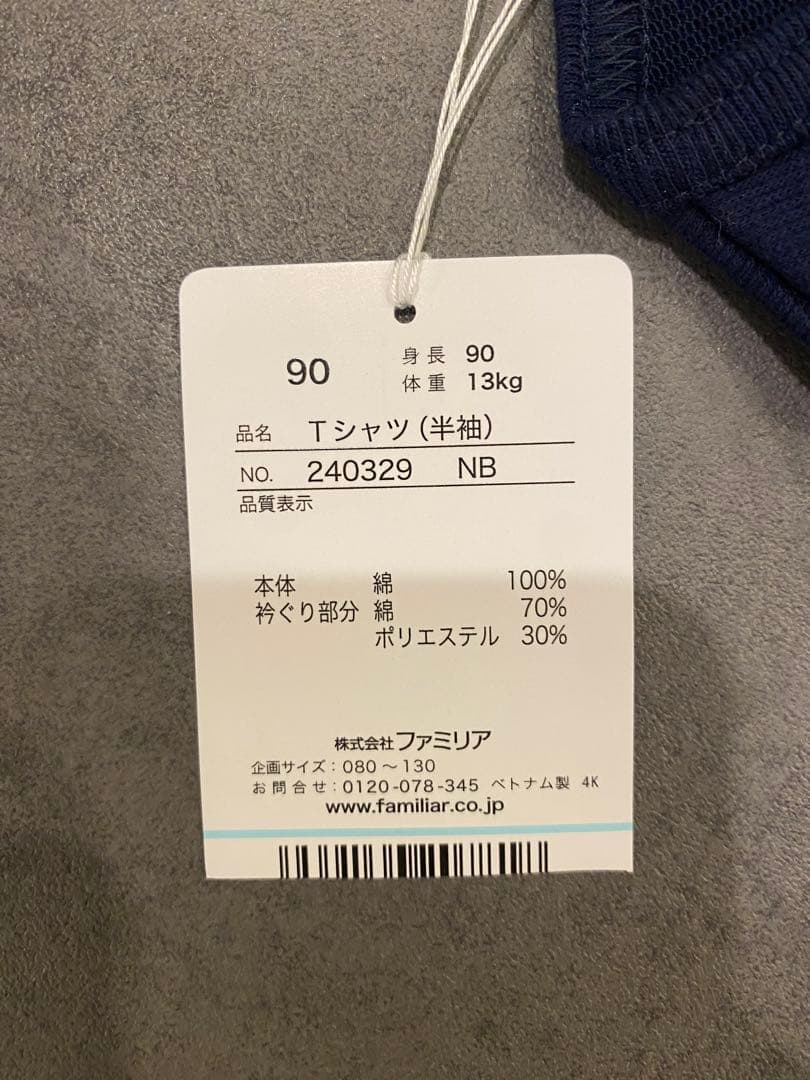 90
身長 90
体重 13kg
品名 Tシャツ(半袖)
NO. 240329 NB
品質表示
本体 綿 100%
衿ぐり部分 綿 70%
ポリエステル 30%
株式会社ファミリア
企画サイズ：080〜130
お問合せ：0120-078-345 ベトナム製 4K
www.familiar.co.jp